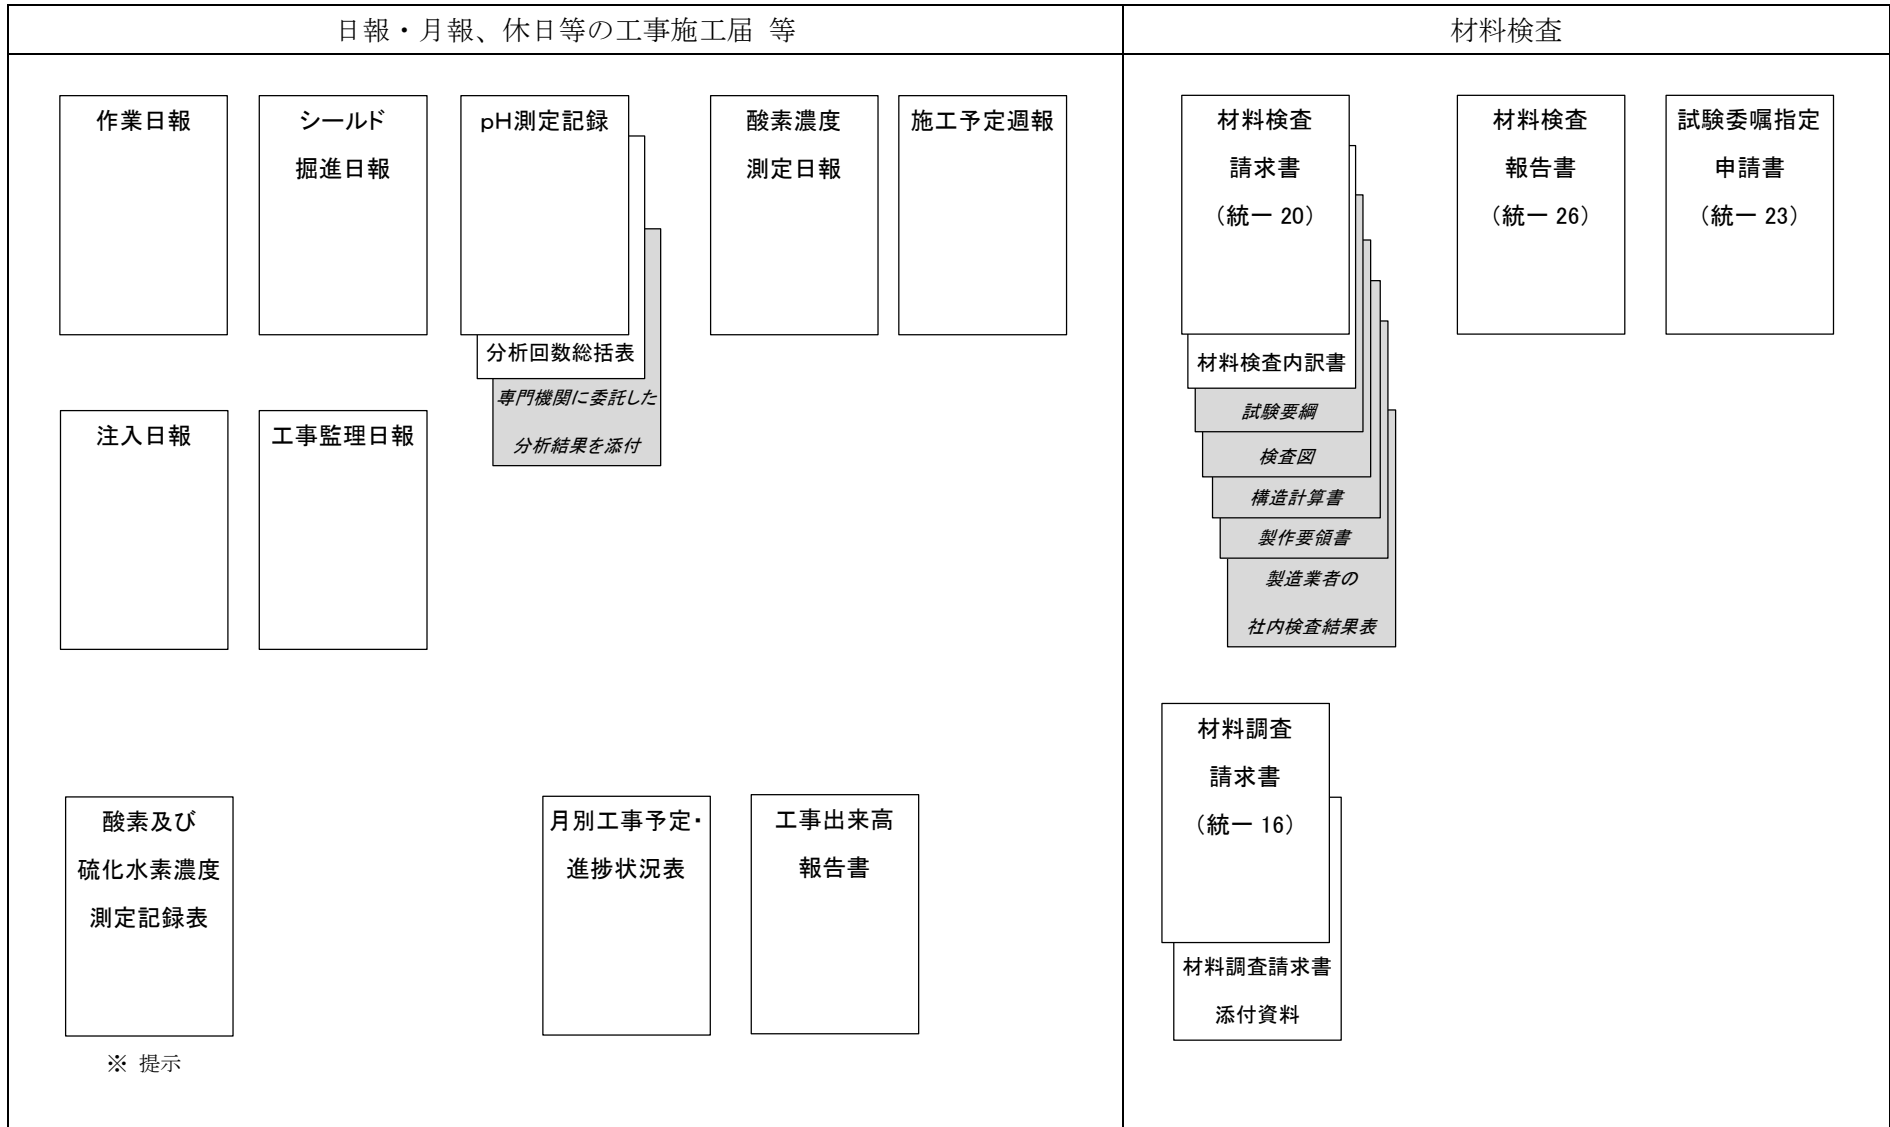 日報・月報、休日等の工事施工届 等
材料検査
作業日報
シールド
掘進日報
pH測定記録
分析回数総括表
専門機関に委託した
分析結果を添付
酸素濃度
測定日報
施工予定週報
注入日報
工事監理日報
酸素及び
硫化水素濃度
測定記録表
※ 提示
月別工事予定・
進捗状況表
工事出来高
報告書
材料検査
請求書
（統一 20）
材料検査内訳書
試験要綱
検査図
構造計算書
製作要領書
製造業者の
社内検査結果表
材料検査
報告書
（統一 26）
試験委嘱指定
申請書
（統一 23）
材料調査
請求書
（統一 16）
材料調査請求書
添付資料